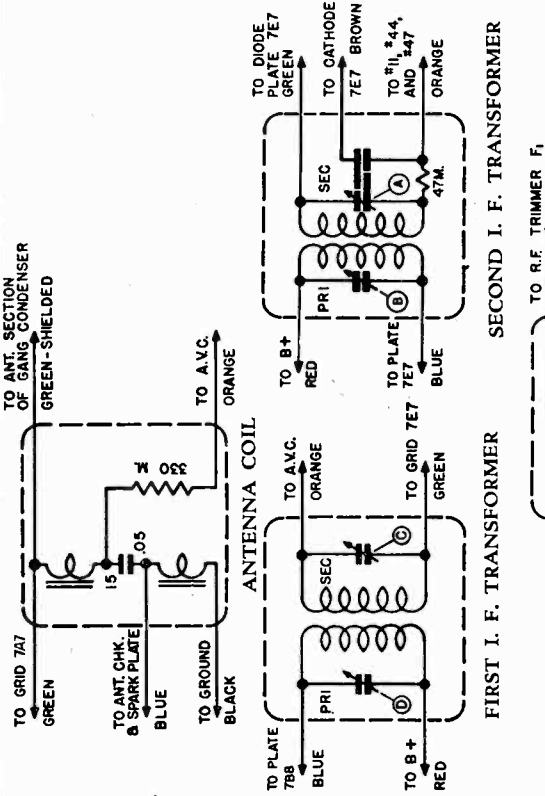 TO ANT. SECTION
OF GANG CONDENSER
GREEN-SHIELDED
TO GRID 7A7
GREEN
TO ANT. CHK.
& SPARK PLATE
BLUE
TO GROUND
BLACK
15
.05
330
M.
TO A.V.C.
ORANGE
ANTENNA COIL
TO DIODE
PLATE 7E7
GREEN
TO CATHODE
7E7 BROWN
TO #11, #44,
AND #47
ORANGE
SEC
A
47M.
PRI
B
TO B+
RED
TO PLATE
7E7
BLUE
SECOND I. F. TRANSFORMER
TO PLATE
7B8
BLUE
TO B+
RED
PRI
D
SEC
C
TO A.V.C.
ORANGE
TO GRID 7E7
GREEN
FIRST I. F. TRANSFORMER
TO R.F. TRIMMER F1